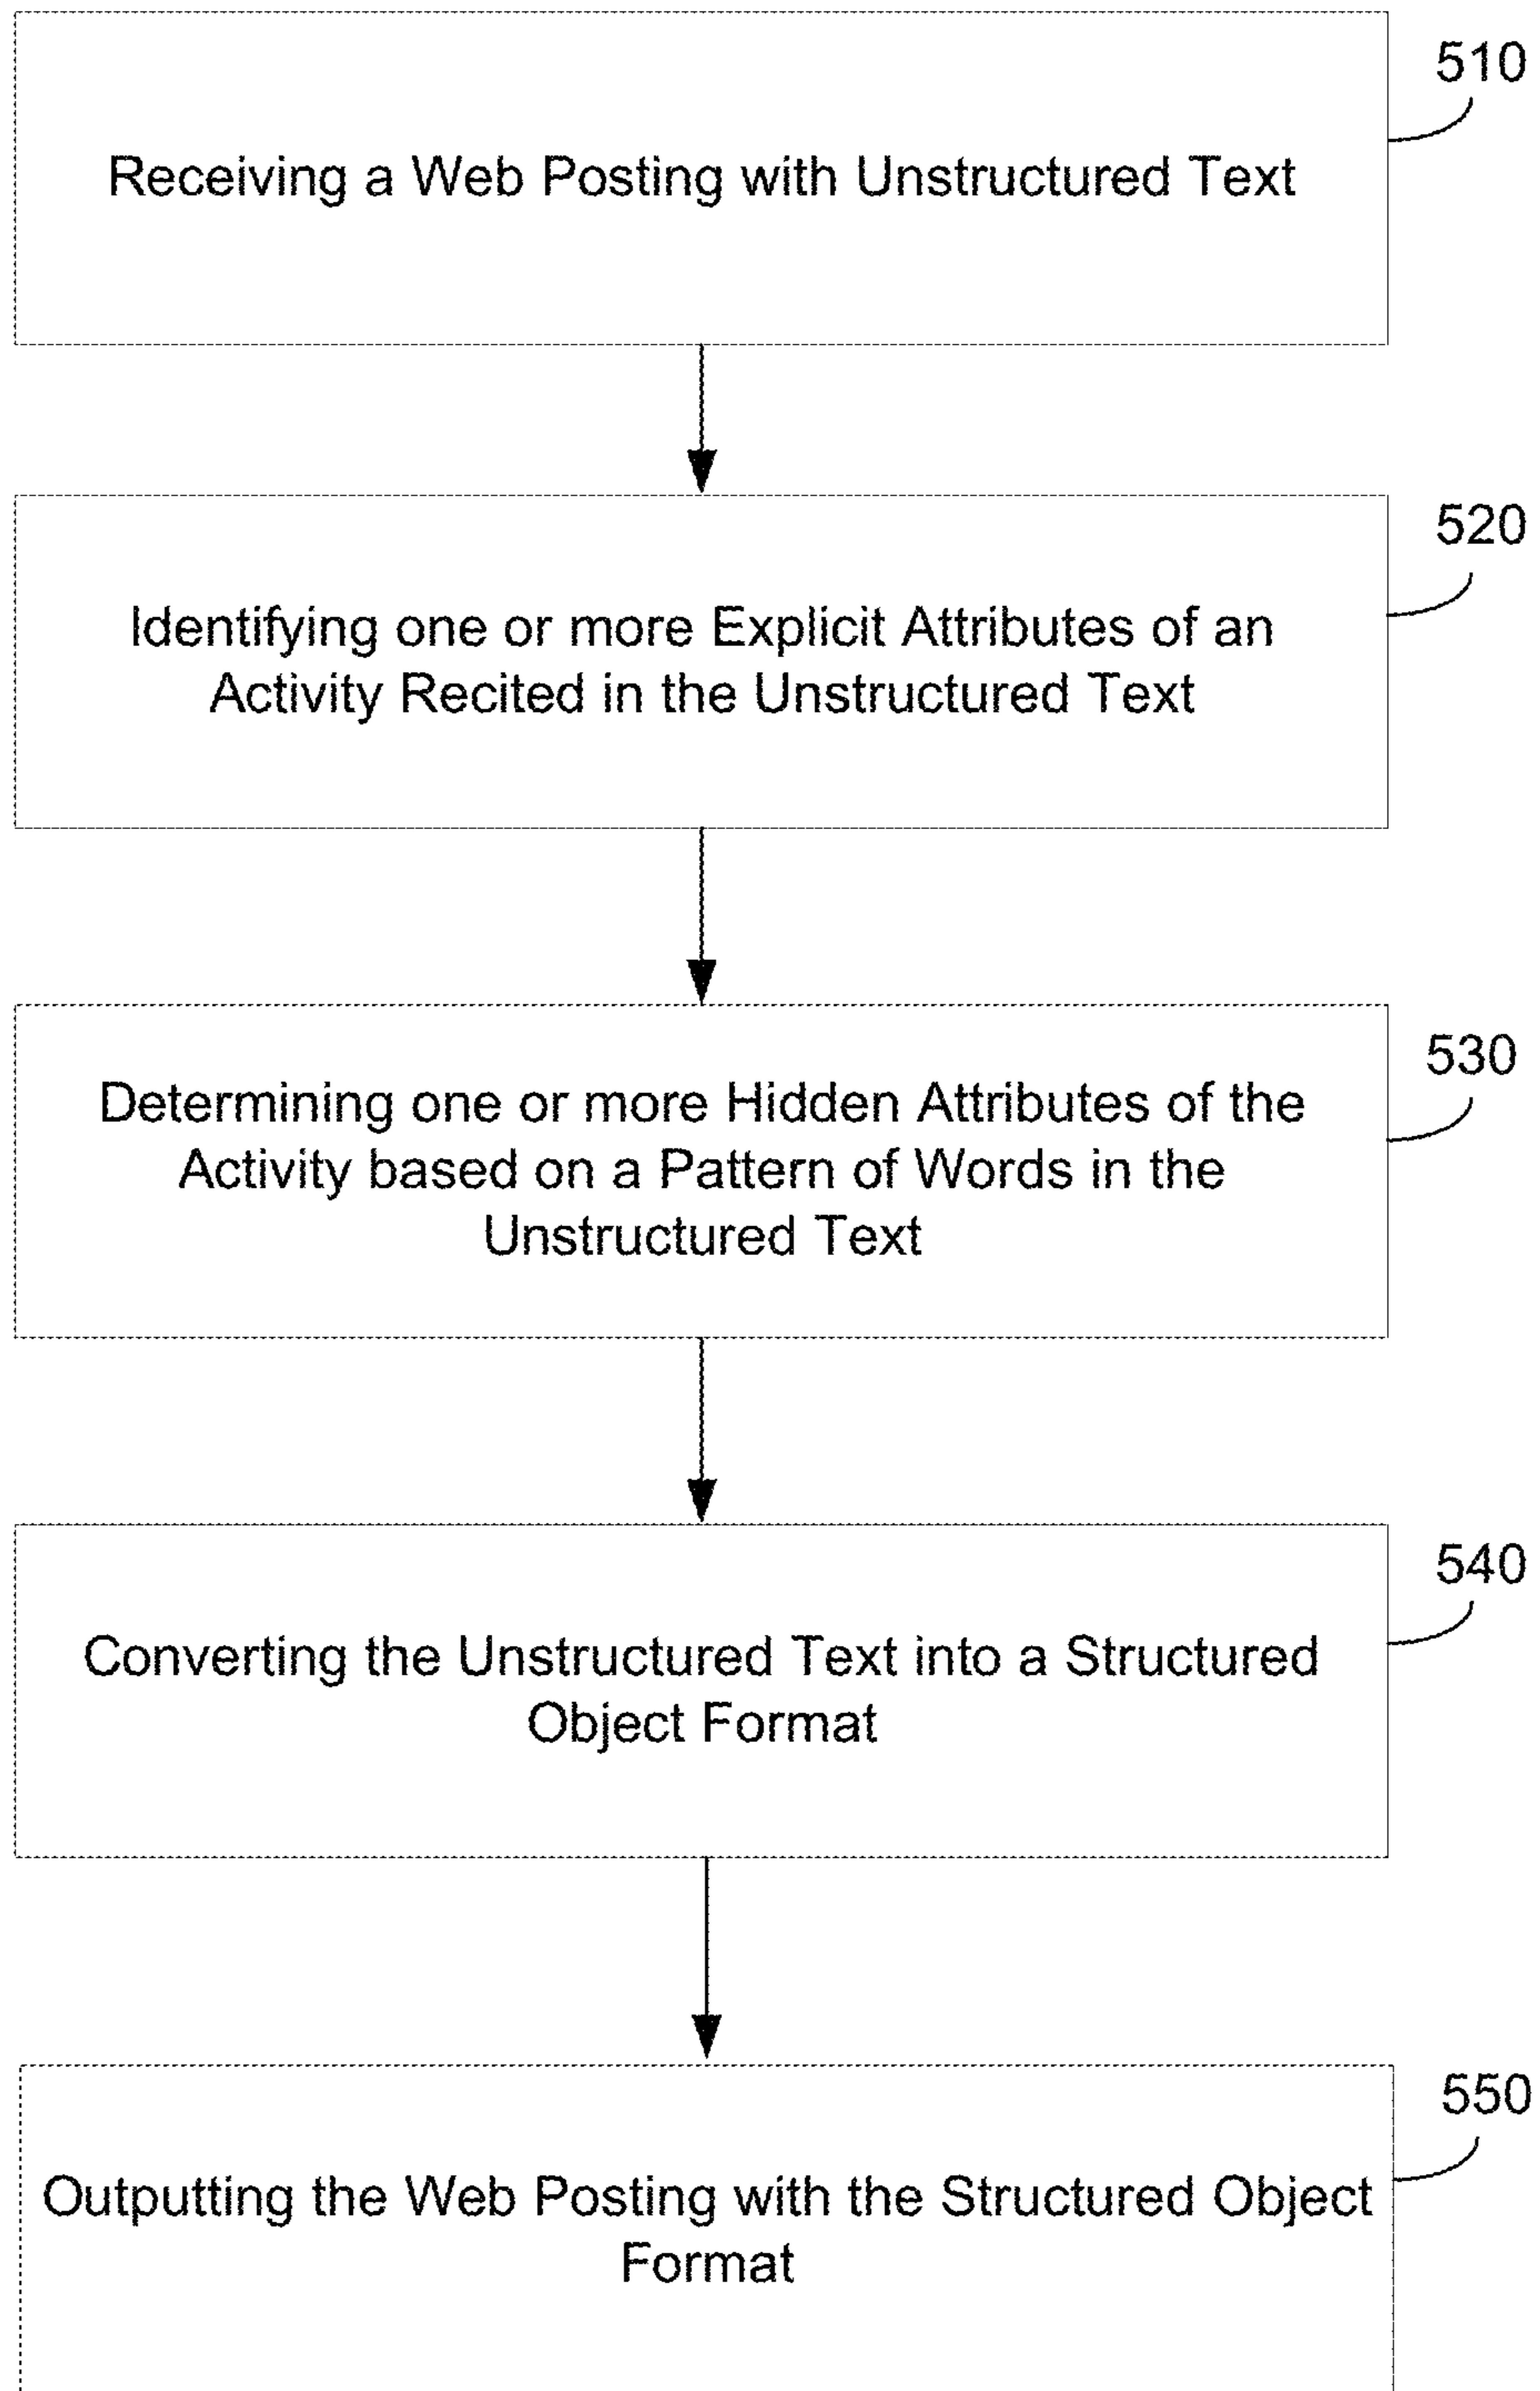 510
Receiving a Web Posting with Unstructured Text
520
Identifying one or more Explicit Attributes of an
Activity Recited in the Unstructured Text
530
Determining one or more Hidden Attributes of the
Activity based on a Pattern of Words in the
Unstructured Text
540
Converting the Unstructured Text into a Structured
Object Format
550
Outputting the Web Posting with the Structured Object
Format